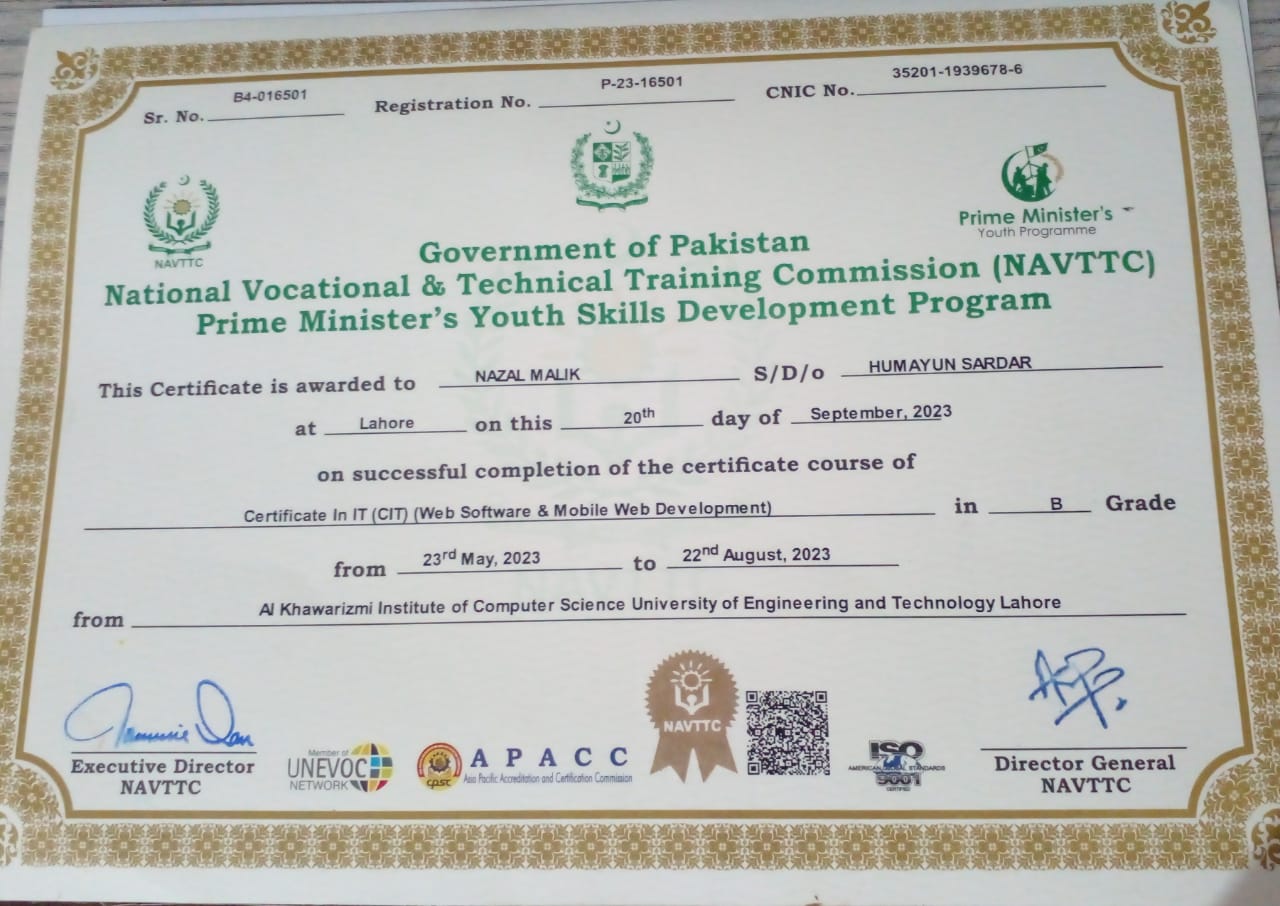 Sr. No. B4-016501 Registration No. P-23-16501 CNIC No. 35201-1939678-6
NAVTTC
Prime Minister's
Youth Programme
Government of Pakistan
National Vocational & Technical Training Commission (NAVTTC)
Prime Minister's Youth Skills Development Program
This Certificate is awarded to NAZAL MALIK S/D/o HUMAYUN SARDAR
at Lahore on this 20th day of September, 2023
on successful completion of the certificate course of
Certificate In IT (CIT) (Web Software & Mobile Web Development) in B Grade
from 23rd May, 2023 to 22nd August, 2023
from Al Khawarizmi Institute of Computer Science University of Engineering and Technology Lahore
Executive Director
NAVTTC
Member of
UNEVOC
NETWORK
cpsc
APACC
Asia Pacific Accreditation and Certification Commission
NAVTTC
ISO
AMERICAN GLOBAL STANDARDS
9001
CERTIFIED
Director General
NAVTTC